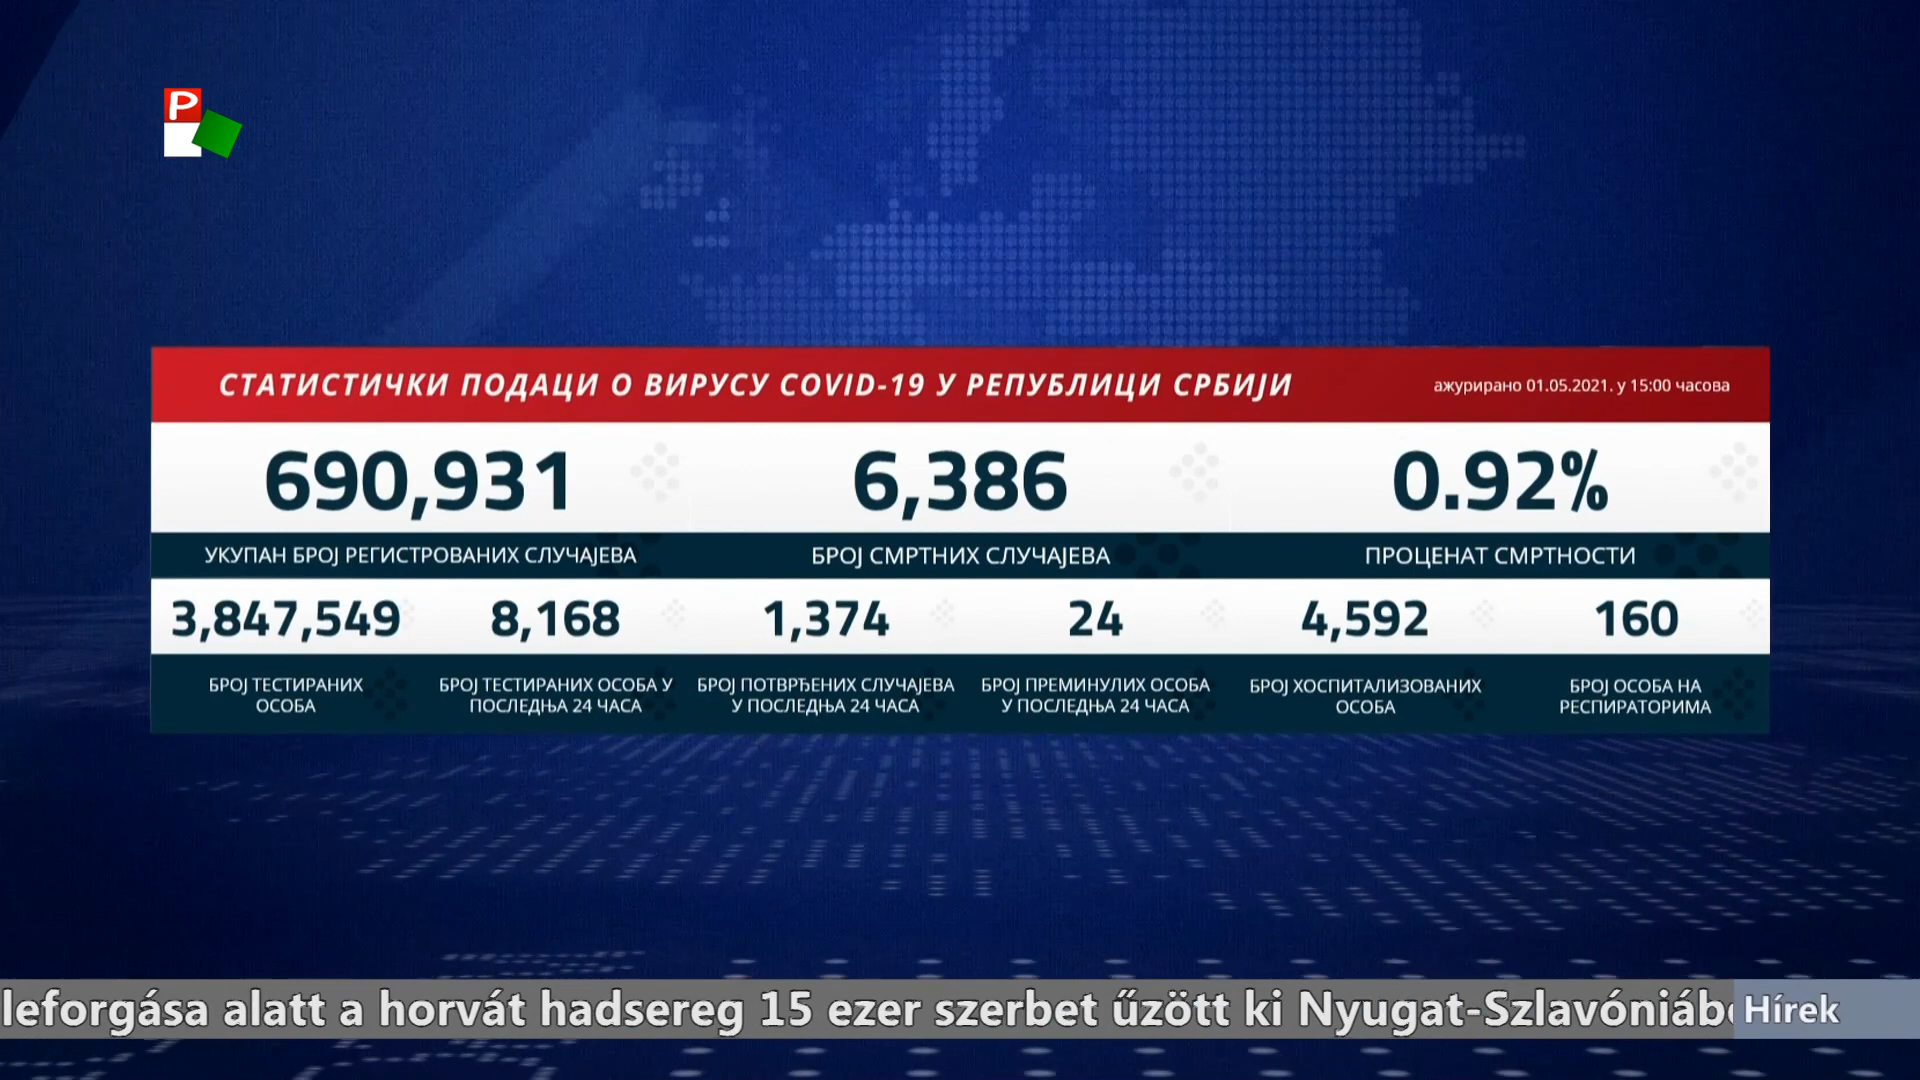 P
СТАТИСТИЧКИ ПОДАЦИ О ВИРУСУ COVID-19 У РЕПУБЛИЦИ СРБИЈИ
ажурирано 01.05.2021. у 15:00 часова
690,931
6,386
0.92%
УКУПАН БРОЈ РЕГИСТРОВАНИХ СЛУЧАЈЕВА
БРОЈ СМРТНИХ СЛУЧАЈЕВА
ПРОЦЕНАТ СМРТНОСТИ
3,847,549
8,168
1,374
24
4,592
160
БРОЈ ТЕСТИРАНИХ
ОСОБА
БРОЈ ТЕСТИРАНИХ ОСОБА У
ПОСЛЕДЊА 24 ЧАСА
БРОЈ ПОТВРЂЕНИХ СЛУЧАЈЕВА
У ПОСЛЕДЊА 24 ЧАСА
БРОЈ ПРЕМИНУЛИХ ОСОБА
У ПОСЛЕДЊА 24 ЧАСА
БРОЈ ХОСПИТАЛИЗОВАНИХ
ОСОБА
БРОЈ ОСОБА НА
РЕСПИРАТОРИМА
leforgása alatt a horvát hadsereg 15 ezer szerbet űzött ki Nyugat-Szlavóniáb
Hírek